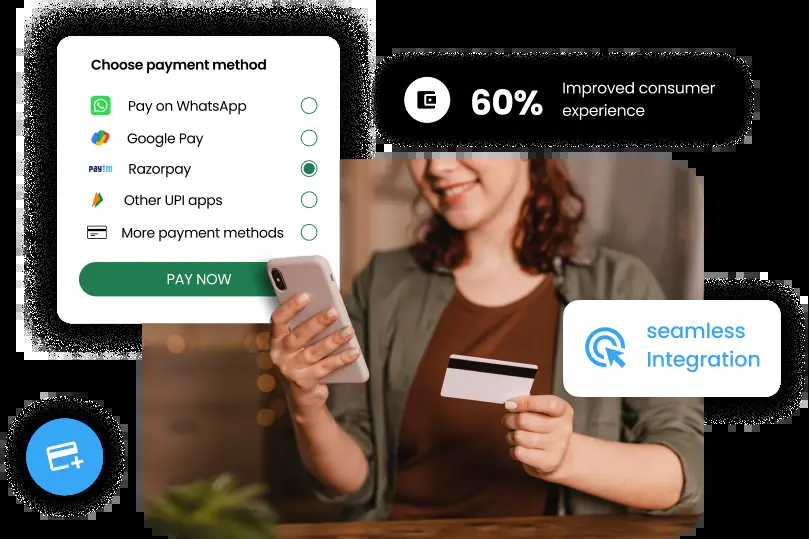 Choose payment method
Pay on WhatsApp
Google Pay
paytm Razorpay
Other UPI apps
More payment methods
PAY NOW
60%
Improved consumer
experience
seamless
Integration